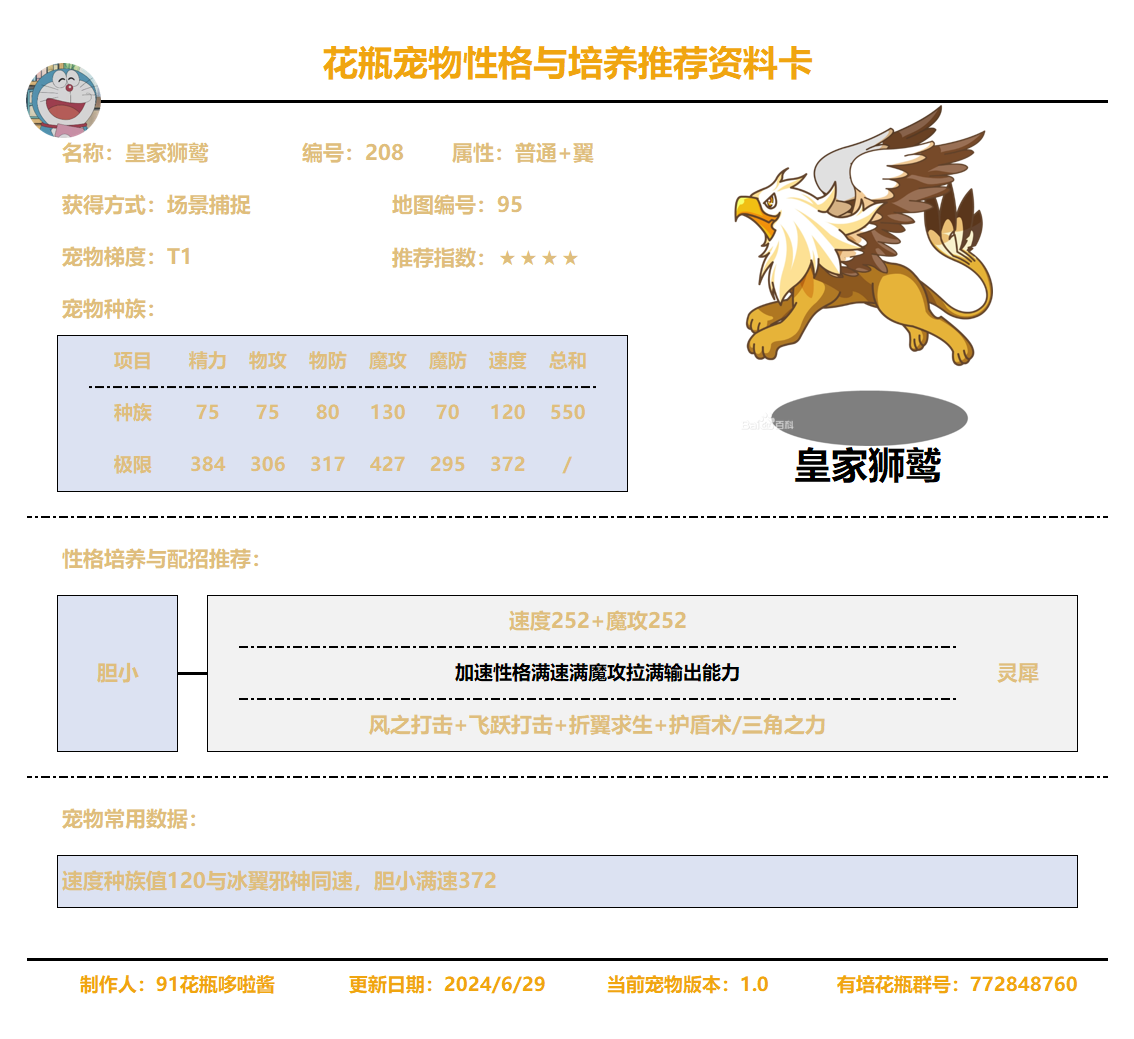 花瓶宠物性格与培养推荐资料卡
名称：皇家狮鹫 编号：208 属性：普通+翼
获得方式：场景捕捉 地图编号：95
宠物梯度：T1 推荐指数：★★★★
宠物种族：
项目 精力 物攻 物防 魔攻 魔防 速度 总和
种族 75 75 80 130 70 120 550
极限 384 306 317 427 295 372 /
Baidu百科
皇家狮鹫
性格培养与配招推荐：
速度252+魔攻252
胆小 加速性格满速满魔攻拉满输出能力 灵犀
风之打击+飞跃打击+折翼求生+护盾术/三角之力
宠物常用数据：
速度种族值120与冰翼邪神同速，胆小满速372
制作人：91花瓶哆啦酱 更新日期：2024/6/29 当前宠物版本：1.0 有培花瓶群号：772848760